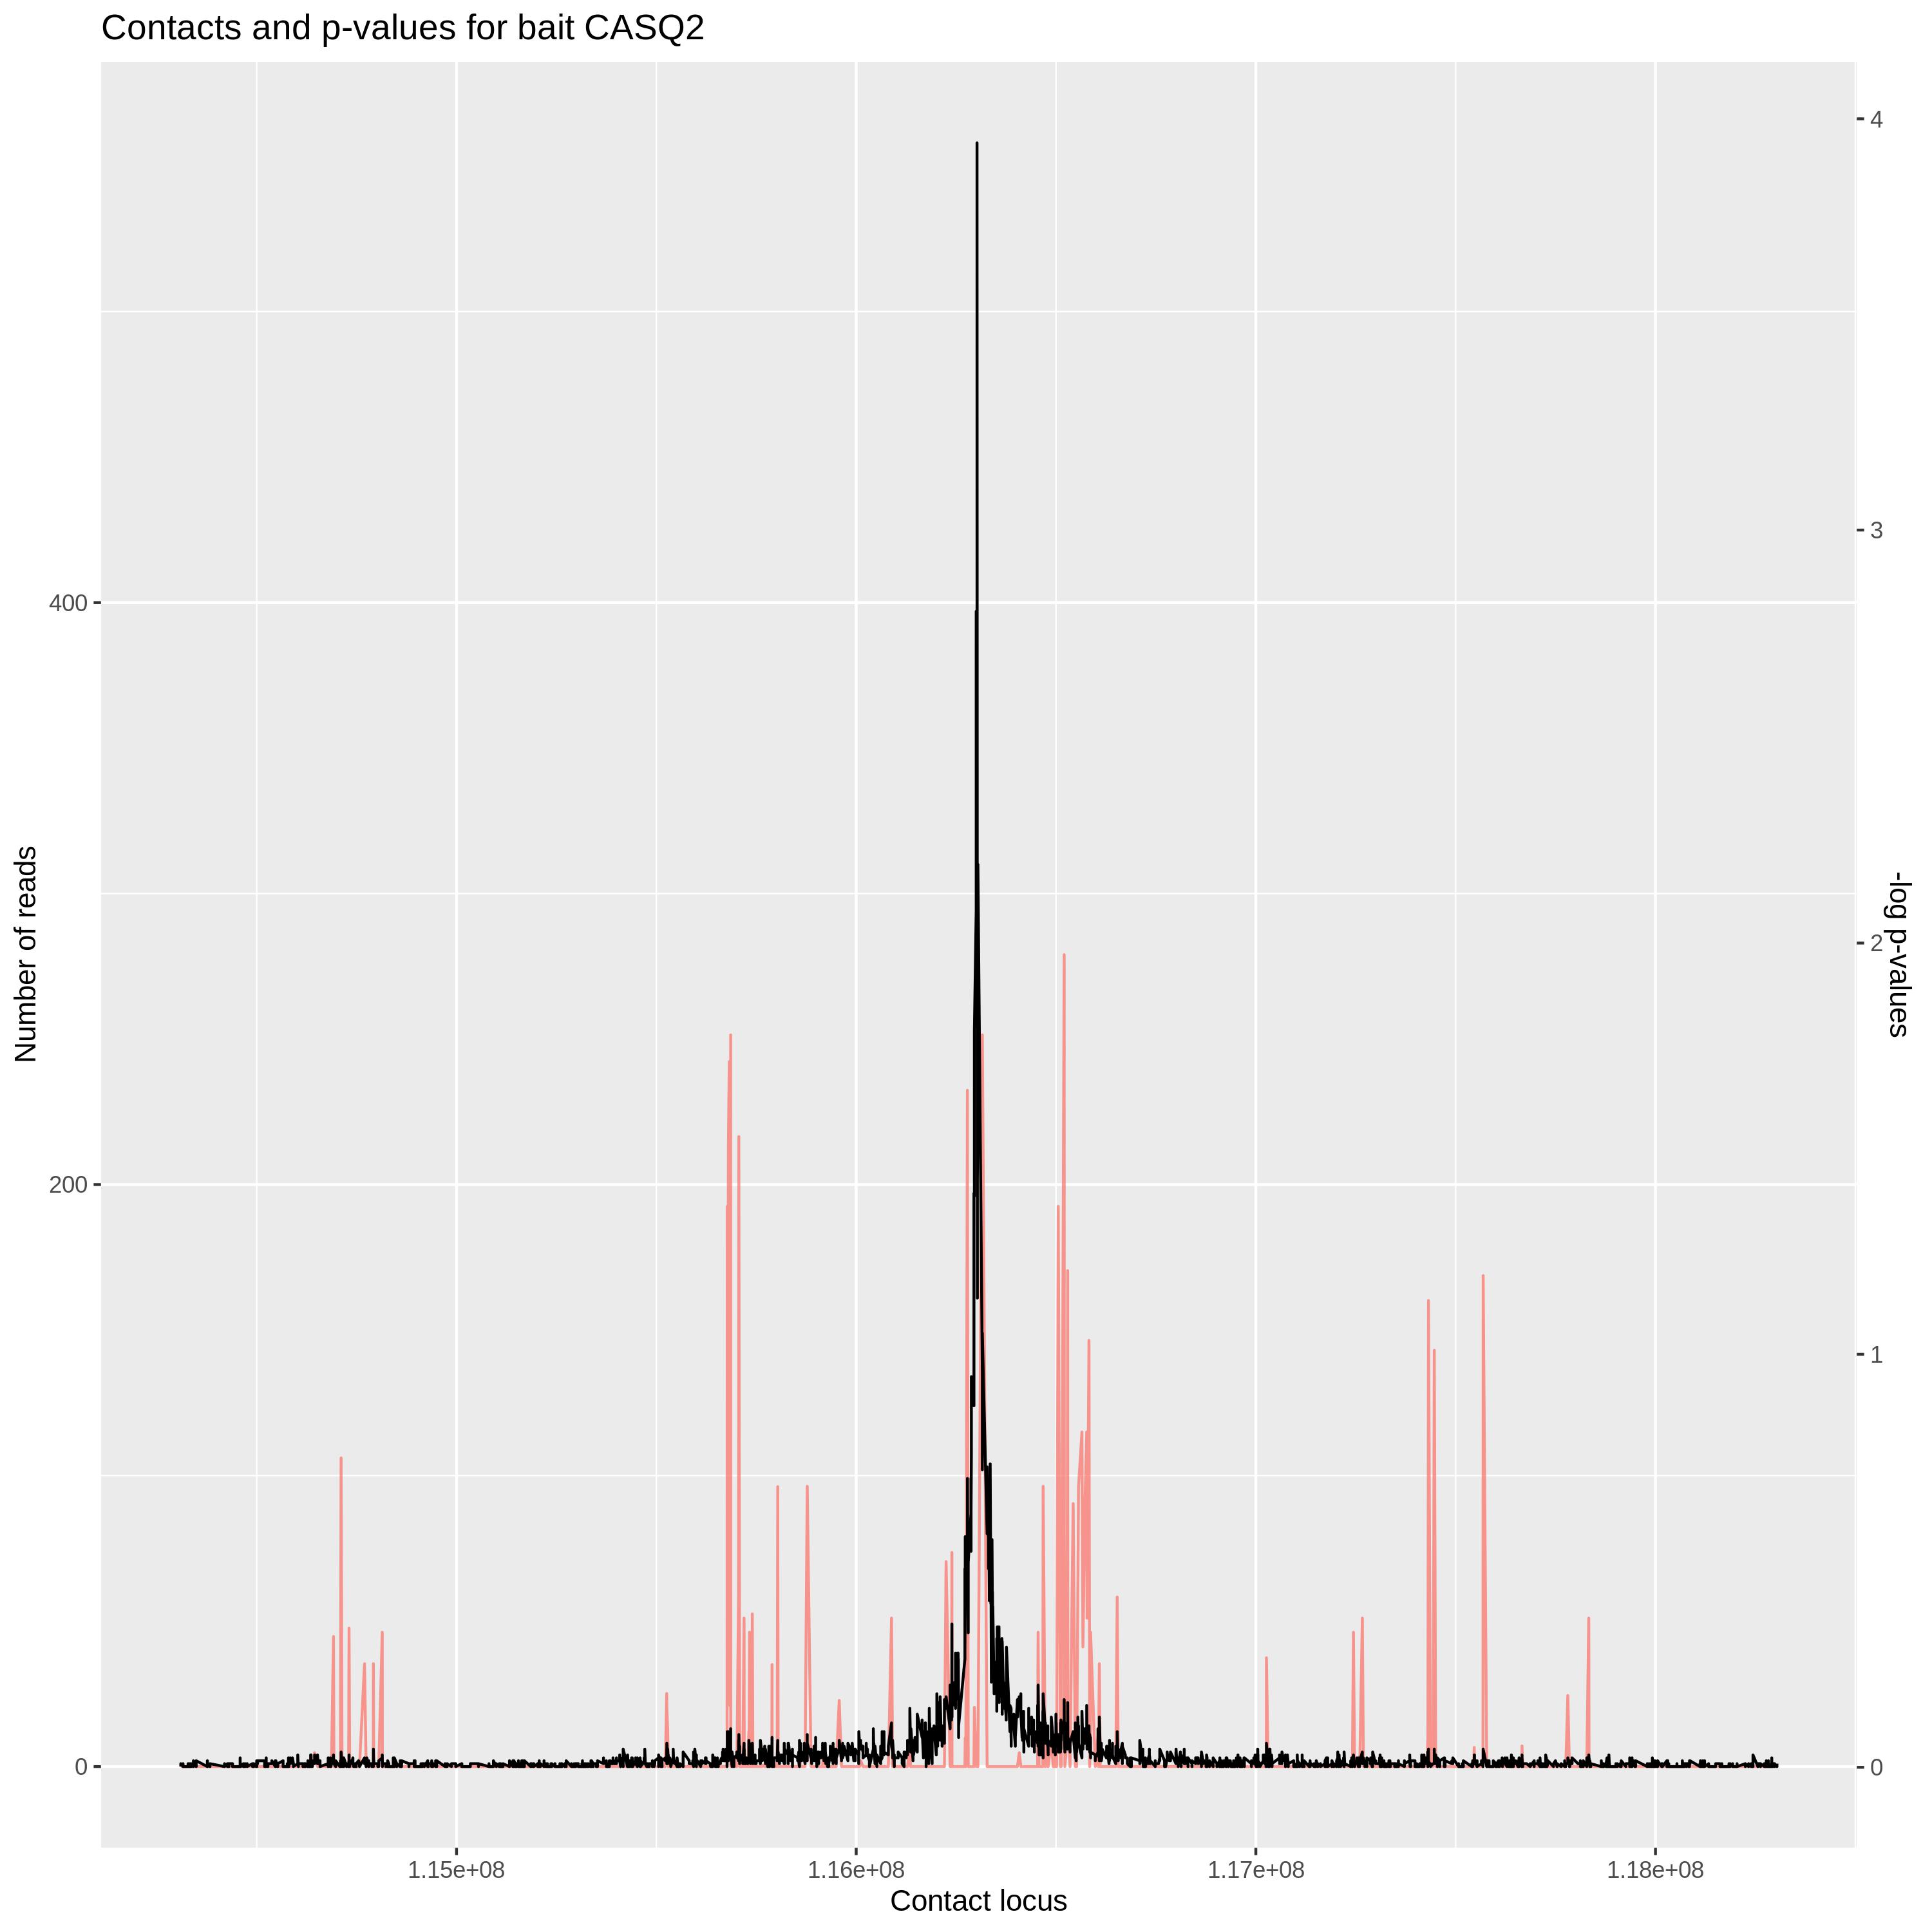 Contacts and p-values for bait CASQ2
Number of reads
400
200
0
4
3
2
1
0
-log p-values
1.15e+08
1.16e+08
1.17e+08
1.18e+08
Contact locus